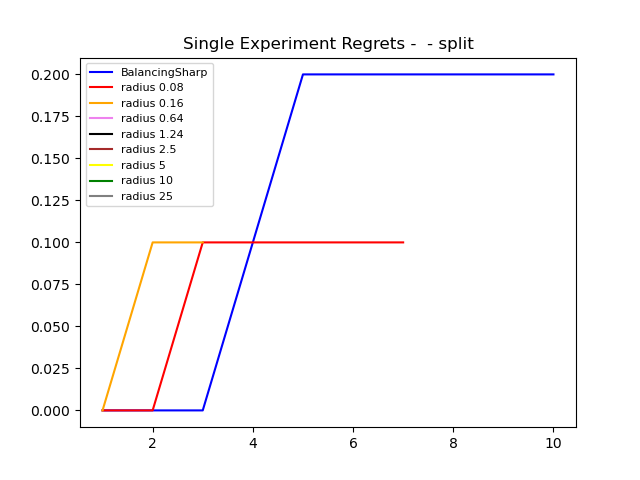 Single Experiment Regrets -  - split
BalancingSharp
radius 0.08
radius 0.16
radius 0.64
radius 1.24
radius 2.5
radius 5
radius 10
radius 25
0.200
0.175
0.150
0.125
0.100
0.075
0.050
0.025
0.000
2 4 6 8 10